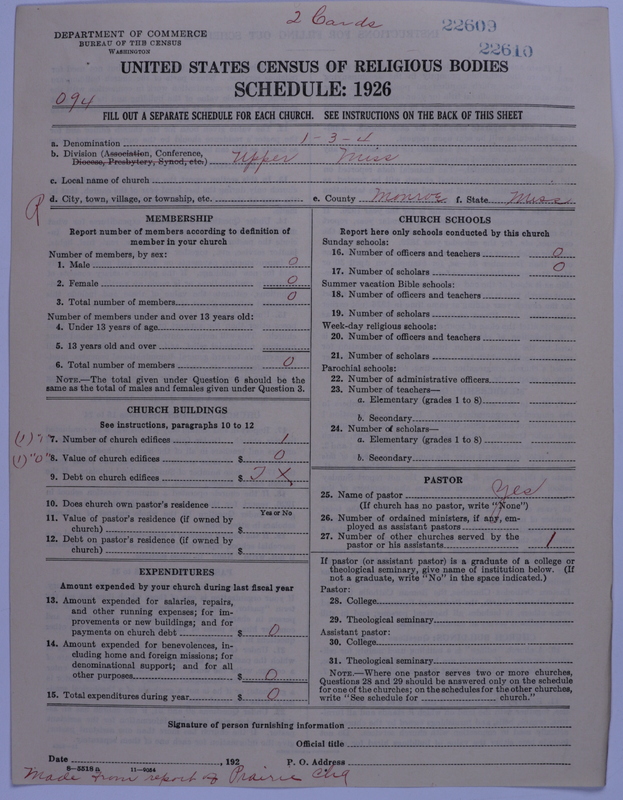 2 Cards
22609
22610
DEPARTMENT OF COMMERCE
BUREAU OF THE CENSUS
WASHINGTON
UNITED STATES CENSUS OF RELIGIOUS BODIES
SCHEDULE: 1926
094
FILL OUT A SEPARATE SCHEDULE FOR EACH CHURCH. SEE INSTRUCTIONS ON THE BACK OF THIS SHEET
a. Denomination 1-3-4
b. Division (Association, Conference, Upper Miss
Diocese, Presbytery, Synod, etc.)
c. Local name of church
d. City, town, village, or township, etc. e. County Monroe f. State Miss
R
MEMBERSHIP
Report number of members according to definition of
member in your church
Number of members, by sex:
1. Male 0
2. Female 0
3. Total number of members 0
Number of members under and over 13 years old:
4. Under 13 years of age
5. 13 years old and over
6. Total number of members 0
NOTE.—The total given under Question 6 should be the
same as the total of males and females given under Question 3.
CHURCH BUILDINGS
See instructions, paragraphs 10 to 12
7. Number of church edifices 1
(1) "0" 8. Value of church edifices $ 0
9. Debt on church edifices $ X
10. Does church own pastor's residence
Yes or No
11. Value of pastor's residence (if owned by
church) $
12. Debt on pastor's residence (if owned by
church) $
EXPENDITURES
Amount expended by your church during last fiscal year
13. Amount expended for salaries, repairs,
and other running expenses; for im-
provements or new buildings; and for
payments on church debt $ 0
14. Amount expended for benevolences, in-
cluding home and foreign missions; for
denominational support; and for all
other purposes $ 0
15. Total expenditures during year $ 0
CHURCH SCHOOLS
Report here only schools conducted by this church
Sunday schools:
16. Number of officers and teachers 0
17. Number of scholars 0
Summer vacation Bible schools:
18. Number of officers and teachers
19. Number of scholars
Week-day religious schools:
20. Number of officers and teachers
21. Number of scholars
Parochial schools:
22. Number of administrative officers
23. Number of teachers—
a. Elementary (grades 1 to 8)
b. Secondary
24. Number of scholars—
a. Elementary (grades 1 to 8)
b. Secondary
PASTOR
25. Name of pastor Yes
(If church has no pastor, write "None")
26. Number of ordained ministers, if any, em-
ployed as assistant pastors
27. Number of other churches served by the
pastor or his assistants 1
If pastor (or assistant pastor) is a graduate of a college or
theological seminary, give name of institution below. (If
not a graduate, write "No" in the space indicated.)
Pastor:
28. College
29. Theological seminary
Assistant pastor:
30. College
31. Theological seminary
NOTE.—Where one pastor serves two or more churches,
Questions 28 and 29 should be answered only on the schedule
for one of the churches; on the schedules for the other churches,
write "See schedule for church."
Signature of person furnishing information
Official title
Date , 192 P. O. Address
8-5518 a 11-9054
Made from report of Prairie Chg